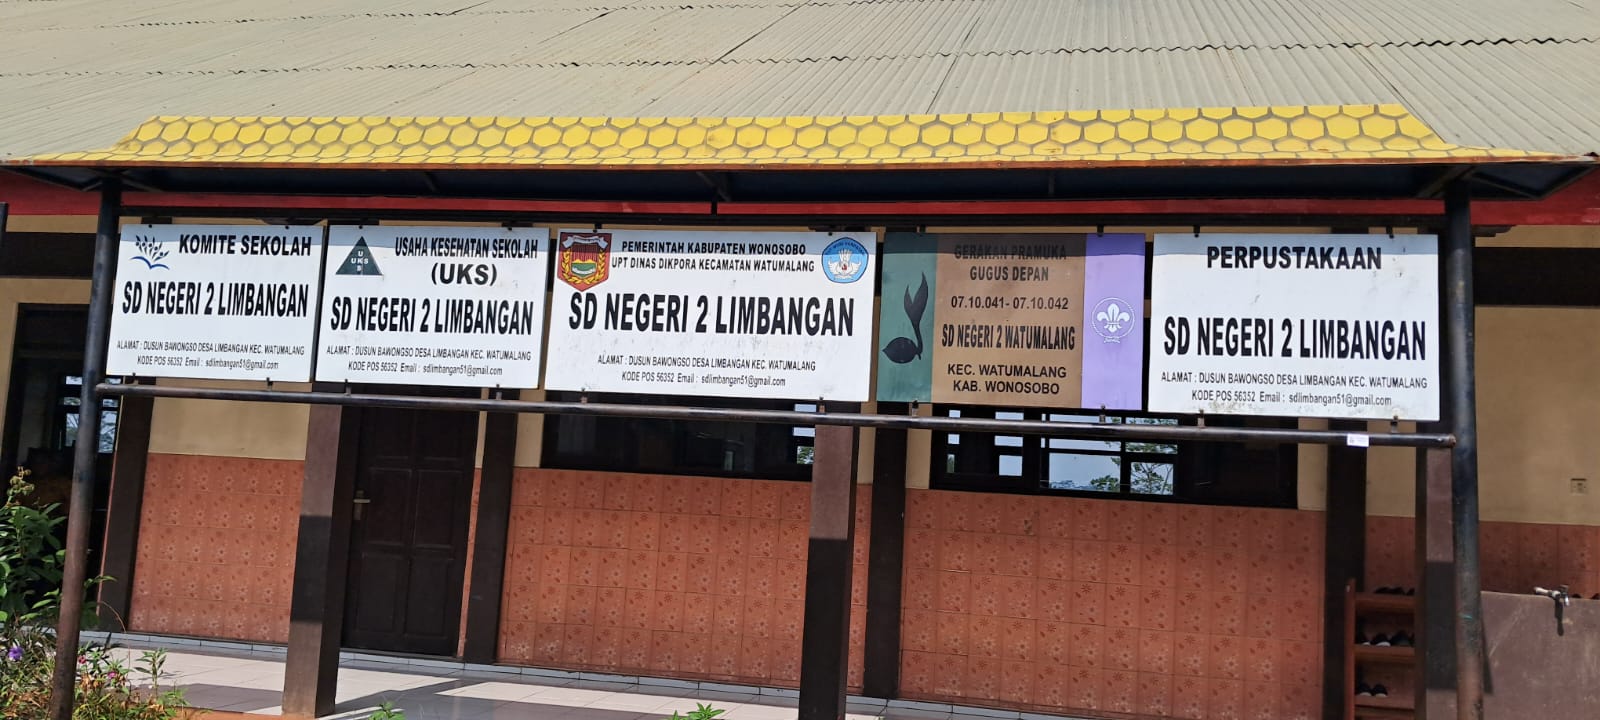 KOMITE SEKOLAH
SD NEGERI 2 LIMBANGAN
ALAMAT : DUSUN BAWONGSO DESA LIMBANGAN KEC. WATUMALANG
KODE POS 56352 Email : sdlimbangan51@gmail.com
UKS
USAHA KESEHATAN SEKOLAH
(UKS)
SD NEGERI 2 LIMBANGAN
ALAMAT : DUSUN BAWONGSO DESA LIMBANGAN KEC. WATUMALANG
KODE POS 56352 Email : sdlimbangan51@gmail.com
PEMERINTAH KABUPATEN WONOSOBO
UPT DINAS DIKPORA KECAMATAN WATUMALANG
SD NEGERI 2 LIMBANGAN
ALAMAT : DUSUN BAWONGSO DESA LIMBANGAN KEC. WATUMALANG
KODE POS 56352 Email : sdlimbangan51@gmail.com
GERAKAN PRAMUKA
GUGUS DEPAN
07.10.041- 07.10.042
SD NEGERI 2 WATUMALANG
KEC. WATUMALANG
KAB. WONOSOBO
PERPUSTAKAAN
SD NEGERI 2 LIMBANGAN
ALAMAT : DUSUN BAWONGSO DESA LIMBANGAN KEC. WATUMALANG
KODE POS 56352 Email : sdlimbangan51@gmail.com